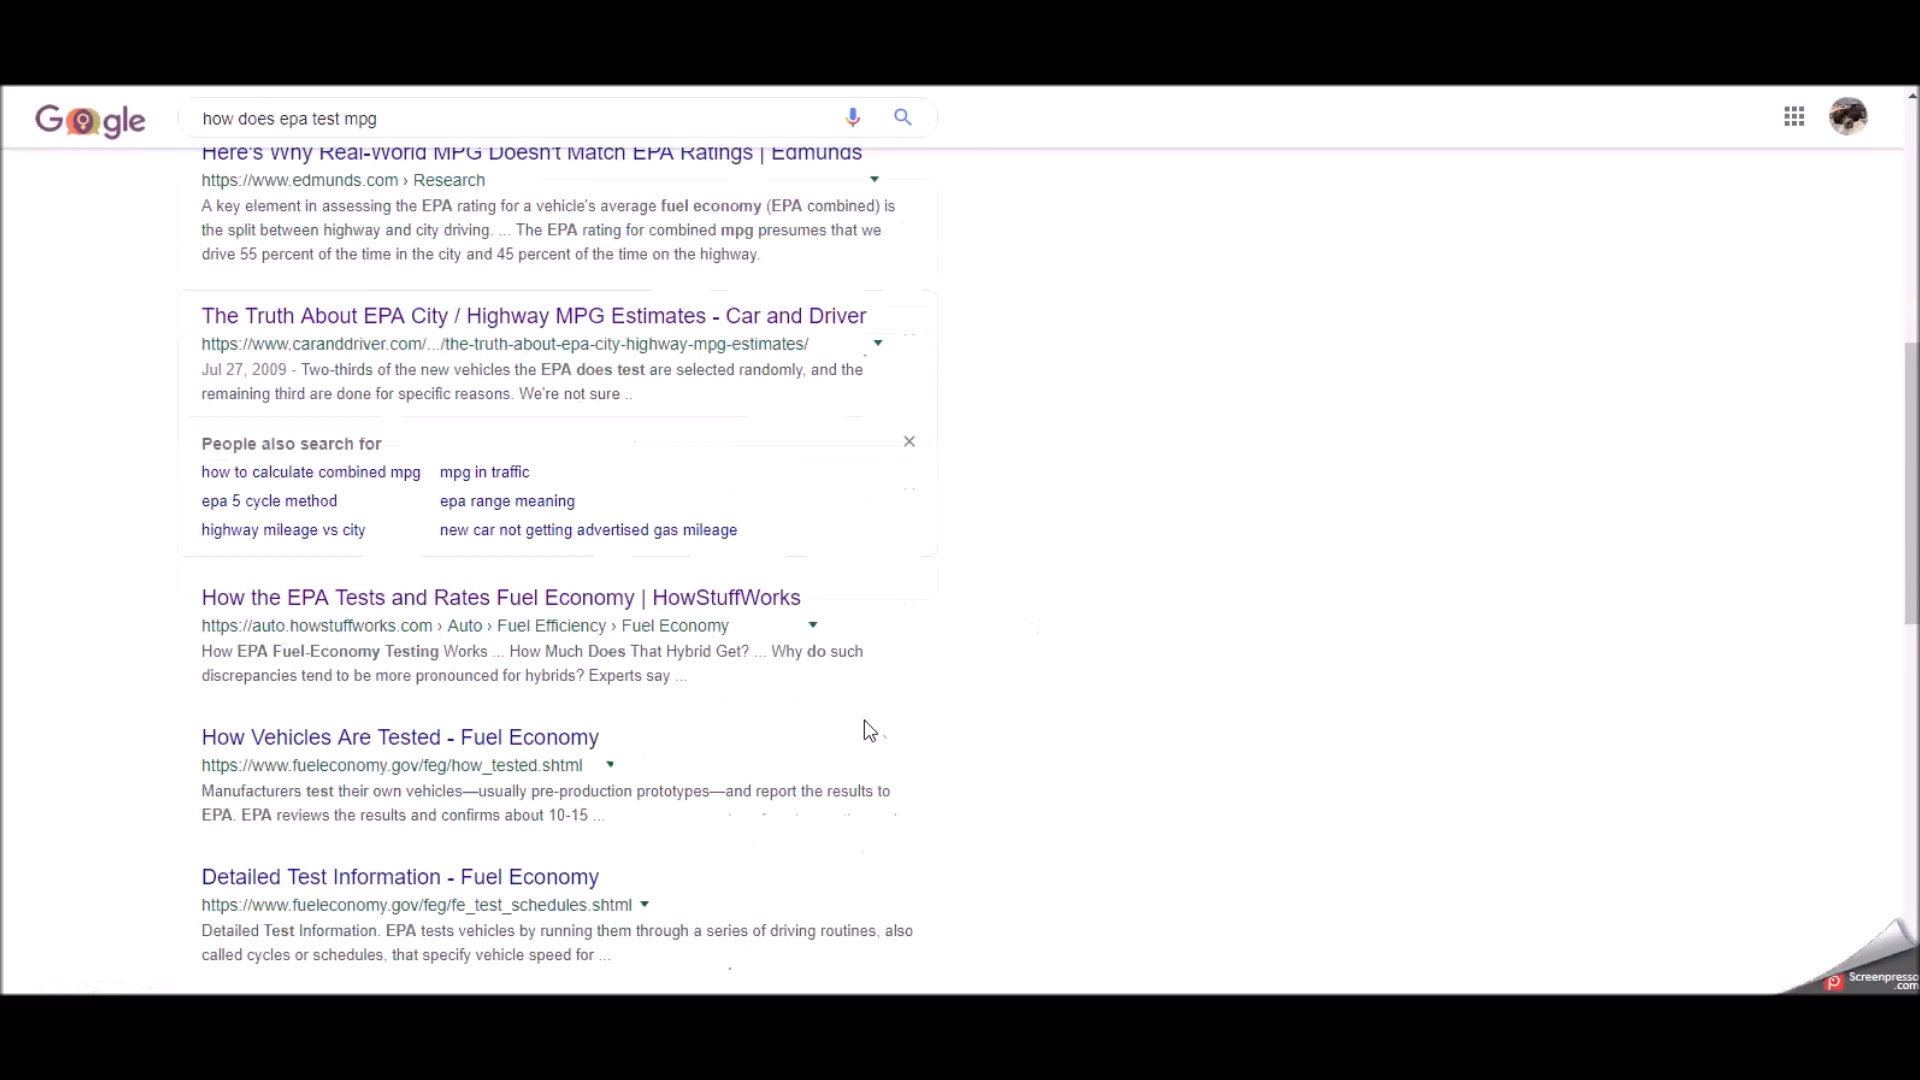 Google
how does epa test mpg
Here's Why Real-World MPG Doesn't Match EPA Ratings | Edmunds
https://www.edmunds.com › Research
A key element in assessing the EPA rating for a vehicle's average fuel economy (EPA combined) is
the split between highway and city driving. ... The EPA rating for combined mpg presumes that we
drive 55 percent of the time in the city and 45 percent of the time on the highway.
The Truth About EPA City / Highway MPG Estimates - Car and Driver
https://www.caranddriver.com/.../the-truth-about-epa-city-highway-mpg-estimates/
Jul 27, 2009 - Two-thirds of the new vehicles the EPA does test are selected randomly, and the
remaining third are done for specific reasons. We're not sure ..
People also search for
how to calculate combined mpg mpg in traffic
epa 5 cycle method epa range meaning
highway mileage vs city new car not getting advertised gas mileage
How the EPA Tests and Rates Fuel Economy | HowStuffWorks
https://auto.howstuffworks.com › Auto › Fuel Efficiency › Fuel Economy
How EPA Fuel-Economy Testing Works ... How Much Does That Hybrid Get? ... Why do such
discrepancies tend to be more pronounced for hybrids? Experts say ...
How Vehicles Are Tested - Fuel Economy
https://www.fueleconomy.gov/feg/how_tested.shtml
Manufacturers test their own vehicles—usually pre-production prototypes—and report the results to
EPA. EPA reviews the results and confirms about 10-15 ...
Detailed Test Information - Fuel Economy
https://www.fueleconomy.gov/feg/fe_test_schedules.shtml
Detailed Test Information. EPA tests vehicles by running them through a series of driving routines, also
called cycles or schedules, that specify vehicle speed for ...
Screenpresso
.com